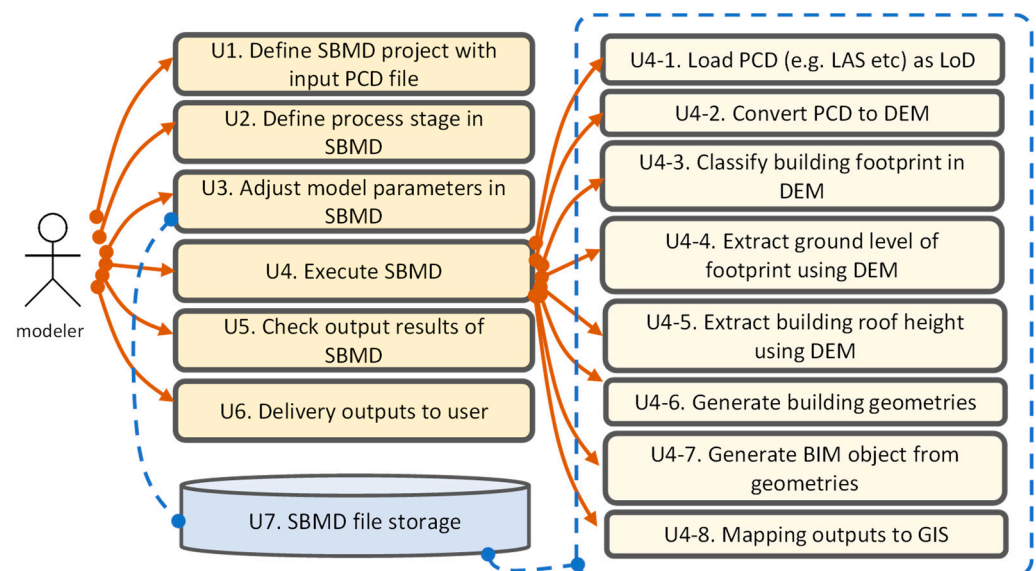 U1. Define SBMD project with
input PCD file
U2. Define process stage in
SBMD
U3. Adjust model parameters in
SBMD
U4. Execute SBMD
U5. Check output results of
SBMD
U6. Delivery outputs to user
U7. SBMD file storage
modeler
U4-1. Load PCD (e.g. LAS etc) as LoD
U4-2. Convert PCD to DEM
U4-3. Classify building footprint in
DEM
U4-4. Extract ground level of
footprint using DEM
U4-5. Extract building roof height
using DEM
U4-6. Generate building geometries
U4-7. Generate BIM object from
geometries
U4-8. Mapping outputs to GIS